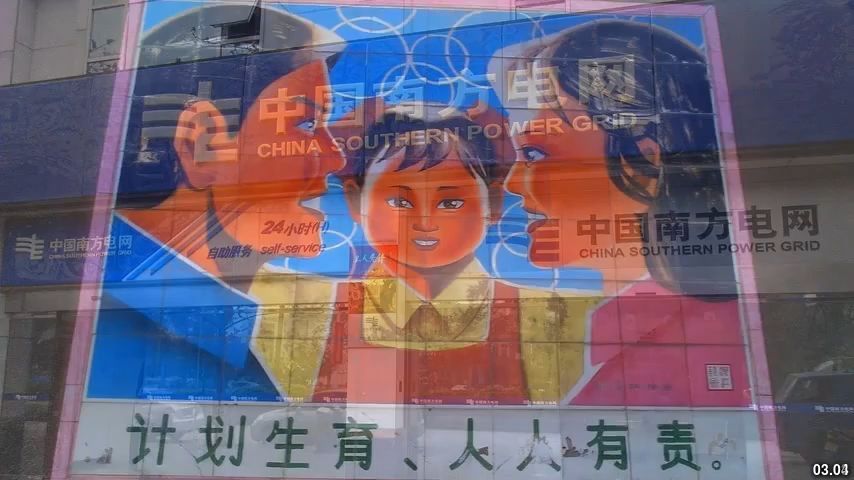 中国南方电网
CHINA SOUTHERN POWER GRID
中国南方电网
CHINA SOUTHERN POWER GRID
24小时
自助服务 self-service
中国南方电网
CHINA SOUTHERN POWER GRID
计划生育、人人有责。
03.04